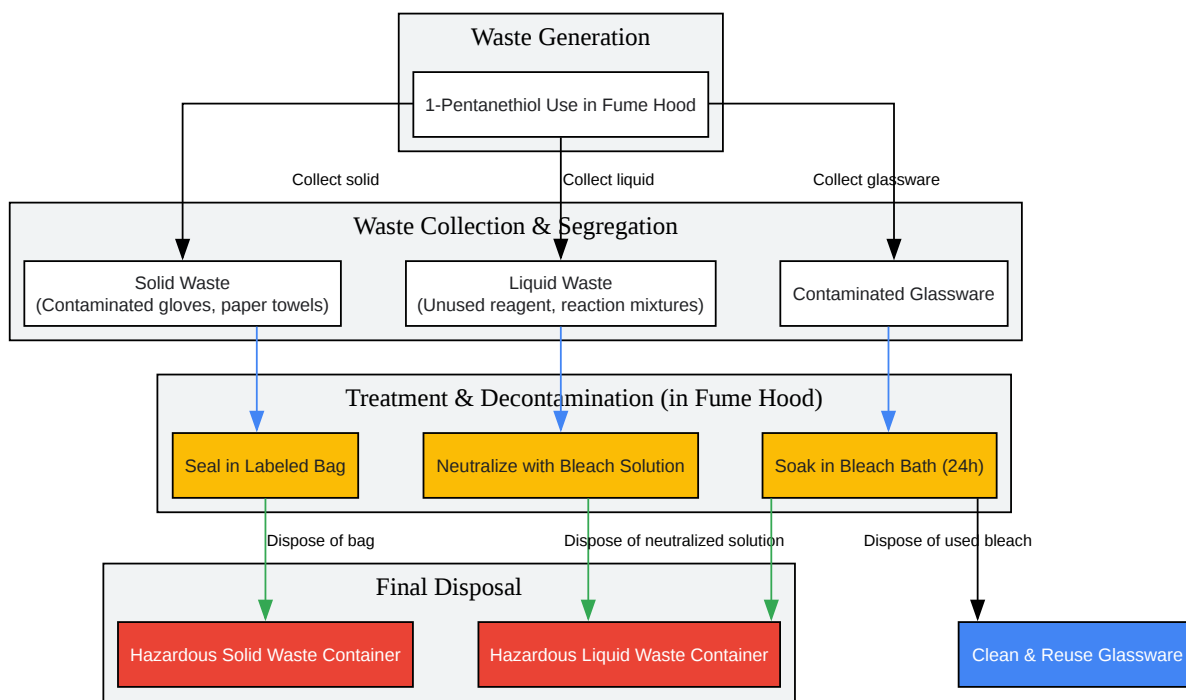 Waste Generation
1-Pentanethiol Use in Fume Hood
Collect solid
Collect liquid
Collect glassware
Waste Collection & Segregation
Solid Waste
(Contaminated gloves, paper towels)
Liquid Waste
(Unused reagent, reaction mixtures)
Contaminated Glassware
Treatment & Decontamination (in Fume Hood)
Seal in Labeled Bag
Neutralize with Bleach Solution
Soak in Bleach Bath (24h)
Dispose of bag
Dispose of neutralized solution
Dispose of used bleach
Final Disposal
Hazardous Solid Waste Container
Hazardous Liquid Waste Container
Clean & Reuse Glassware